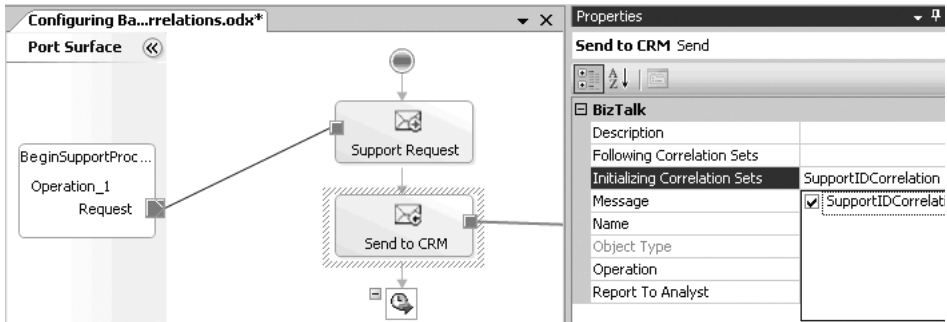 Configuring Ba...rrelations.odx*
Port Surface
BeginSupportProc...
Operation_1
Request
Support Request
Send to CRM
Properties
Send to CRM Send
BizTalk
Description
Following Correlation Sets
Initializing Correlation Sets SupportIDCorrelation
Message SupportIDCorrelati
Name
Object Type
Operation
Report To Analyst